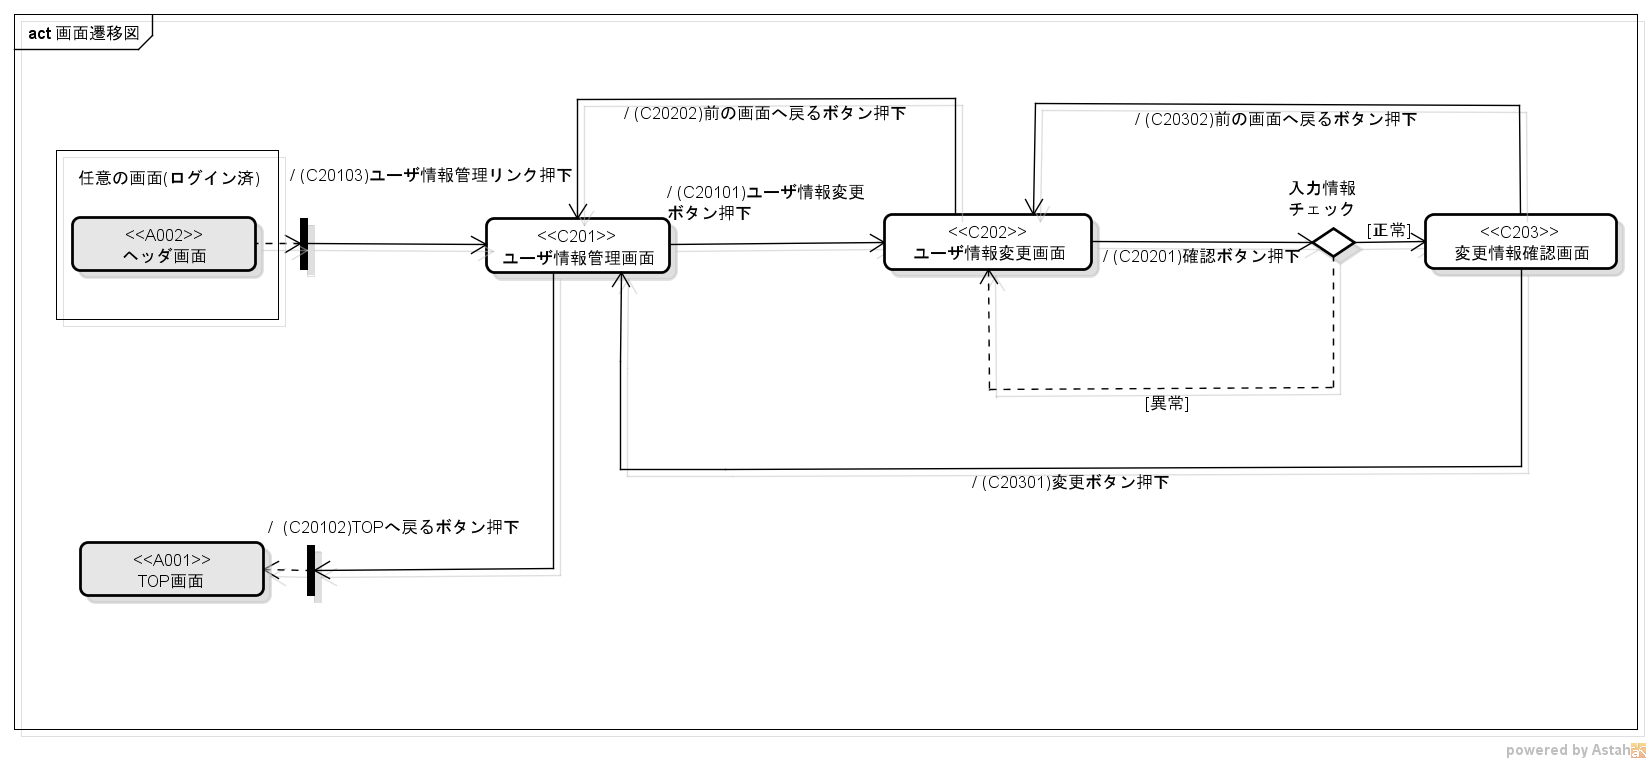 act 画面遷移図
/ (C20202)前の画面へ戻るボタン押下
/ (C20302)前の画面へ戻るボタン押下
任意の画面(ログイン済)
/ (C20103)ユーザ情報管理リンク押下
/ (C20101)ユーザ情報変更
ボタン押下
入力情報
チェック
<<A002>>
ヘッダ画面
<<C201>>
ユーザ情報管理画面
<<C202>>
ユーザ情報変更画面
/ (C20201)確認ボタン押下
[正常]
<<C203>>
変更情報確認画面
[異常]
/ (C20301)変更ボタン押下
/ (C20102)TOPへ戻るボタン押下
<<A001>>
TOP画面
powered by Astah